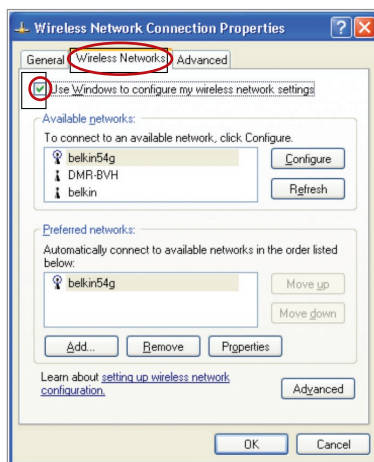 Wireless Network Connection Properties
General Wireless Networks Advanced
Use Windows to configure my wireless network settings
Available networks:
To connect to an available network, click Configure.
belkin54g
Configure
DMR-BVH
belkin
Refresh
Preferred networks:
Automatically connect to available networks in the order listed
below:
belkin54g
Move up
Move down
Add... Remove Properties
Learn about setting up wireless network
configuration.
Advanced
OK Cancel